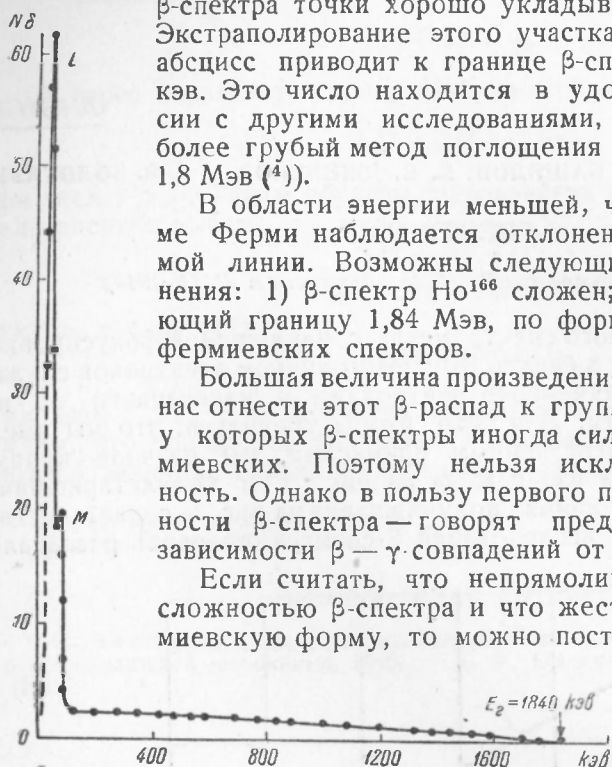 β-спектра точки хорошо укладыв
Экстраполирование этого участка
абсцисс приводит к границе β-сп
кэв. Это число находится в удо
сии с другими исследованиями,
более грубый метод поглощения
1,8 Мэв (⁴)).
В области энергии меньшей, ч
ме Ферми наблюдается отклонен
мой линии. Возможны следующи
нения: 1) β-спектр Ho¹⁶⁶ сложен;
ющий границу 1,84 Мэв, по форм
фермиевских спектров.
Большая величина произведени
нас отнести этот β-распад к групп
у которых β-спектры иногда сил
миевских. Поэтому нельзя искл
ность. Однако в пользу первого п
ности β-спектра — говорят пред
зависимости β — γ совпадений от
Если считать, что непрямоли
сложностью β-спектра и что жест
миевскую форму, то можно пост
Nδ
60
50
40
30
20
10
0
L
M
E₂=1840 кэв
400 800 1200 1600 кэв